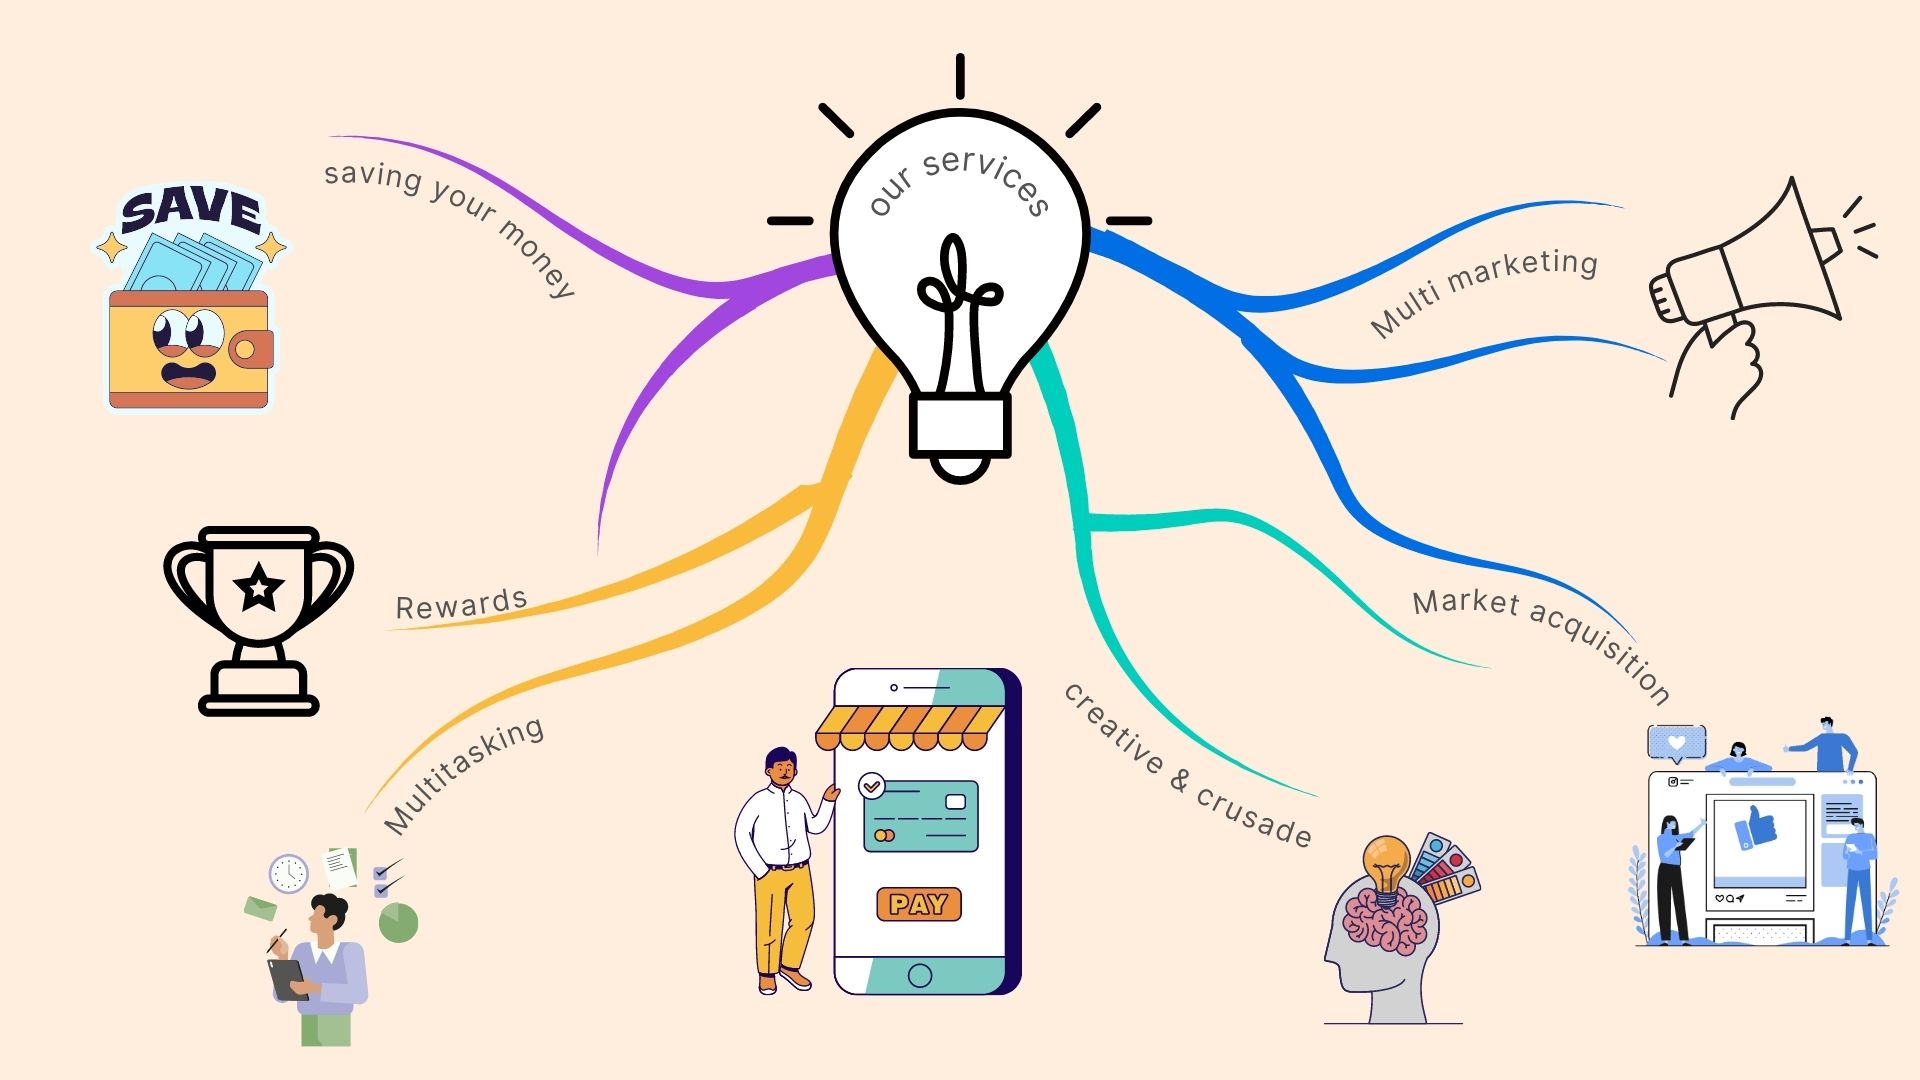 our services
saving your money
SAVE
Multi marketing
Rewards
Market acquisition
Multitasking
creative & crusade
PAY